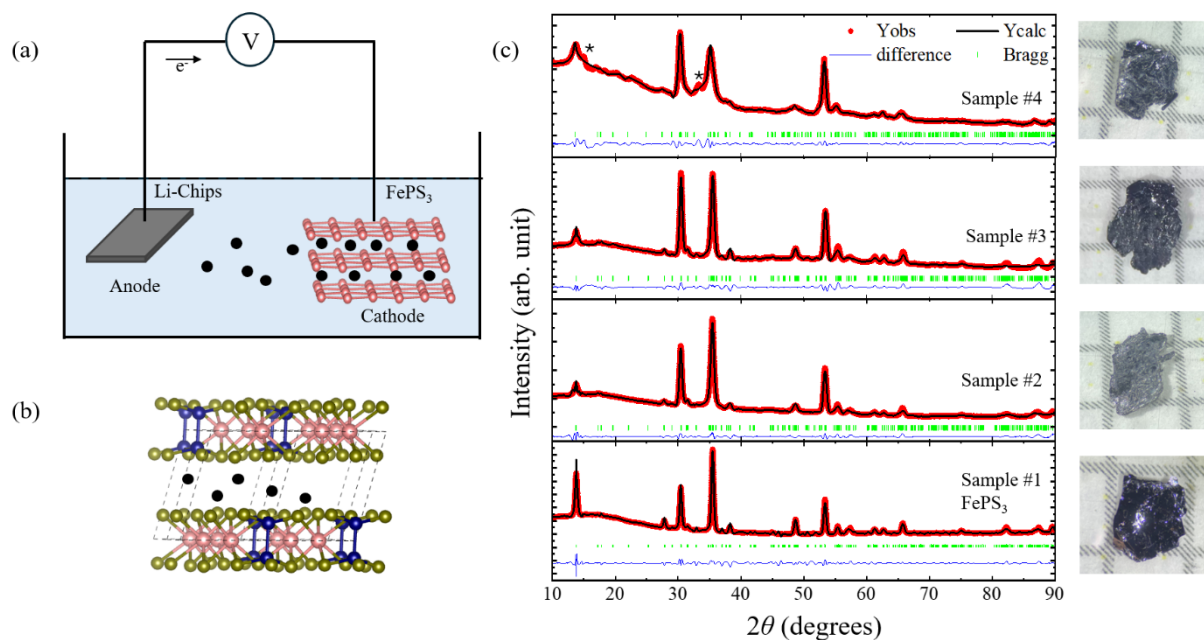 (a)
V
e⁻
Li-Chips
FePS₃
Anode
Cathode
(b)
(c)
Yobs
Ycalc
difference
Bragg
*
*
Sample #4
Sample #3
Sample #2
Sample #1
FePS₃
Intensity (arb. unit)
10 20 30 40 50 60 70 80 90
2θ (degrees)